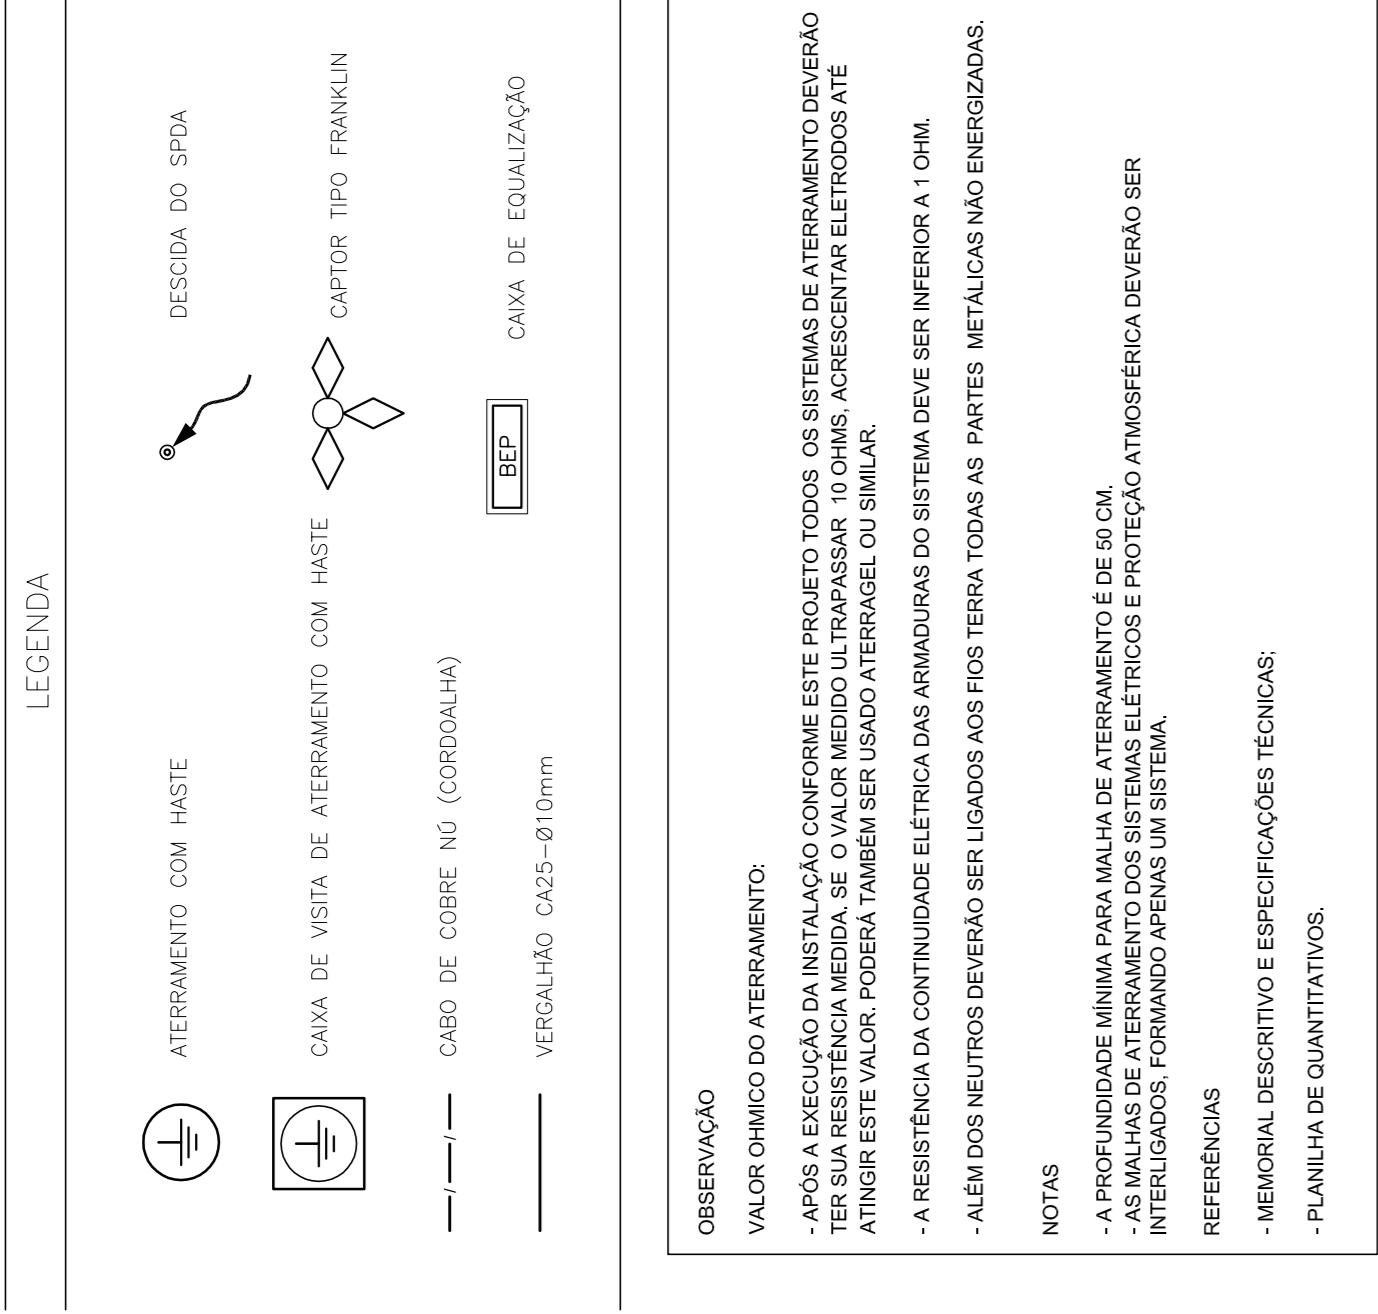 LEGENDA
ATERRAMENTO COM HASTE
CAIXA DE VISITA DE ATERRAMENTO COM HASTE
CABO DE COBRE NÚ (CORDOALHA)
VERGALHÃO CA25-Ø10mm
DESCIDA DO SPDA
CAPTOR TIPO FRANKLIN
BEP
CAIXA DE EQUALIZAÇÃO
OBSERVAÇÃO
VALOR OHMICO DO ATERRAMENTO:
- APÓS A EXECUÇÃO DA INSTALAÇÃO CONFORME ESTE PROJETO TODOS OS SISTEMAS DE ATERRAMENTO DEVERÃO
TER SUA RESISTÊNCIA MEDIDA. SE O VALOR MEDIDO ULTRAPASSAR 10 OHMS, ACRESCENTAR ELETRODOS ATÉ
ATINGIR ESTE VALOR. PODERÁ TAMBÉM SER USADO ATERRAGEL OU SIMILAR.
- A RESISTÊNCIA DA CONTINUIDADE ELÉTRICA DAS ARMADURAS DO SISTEMA DEVE SER INFERIOR A 1 OHM.
- ALÉM DOS NEUTROS DEVERÃO SER LIGADOS AOS FIOS TERRA TODAS AS PARTES METÁLICAS NÃO ENERGIZADAS.
NOTAS
- A PROFUNDIDADE MÍNIMA PARA MALHA DE ATERRAMENTO É DE 50 CM.
- AS MALHAS DE ATERRAMENTO DOS SISTEMAS ELÉTRICOS E PROTEÇÃO ATMOSFÉRICA DEVERÃO SER
INTERLIGADOS, FORMANDO APENAS UM SISTEMA.
REFERÊNCIAS
- MEMORIAL DESCRITIVO E ESPECIFICAÇÕES TÉCNICAS;
- PLANILHA DE QUANTITATIVOS.